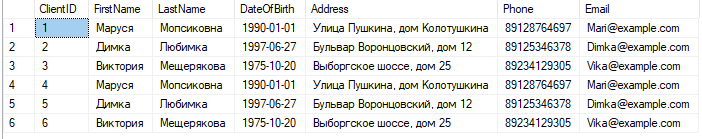 ClientID FirstName LastName DateOfBirth Address Phone Email
1 1 Маруся Мопсиковна 1990-01-01 Улица Пушкина, дом Колотушкина 89128764697 Mari@example.com
2 2 Димка Любимка 1997-06-27 Бульвар Воронцовский, дом 12 89125346378 Dimka@example.com
3 3 Виктория Мещерякова 1975-10-20 Выборгское шоссе, дом 25 89234129305 Vika@example.com
4 4 Маруся Мопсиковна 1990-01-01 Улица Пушкина, дом Колотушкина 89128764697 Mari@example.com
5 5 Димка Любимка 1997-06-27 Бульвар Воронцовский, дом 12 89125346378 Dimka@example.com
6 6 Виктория Мещерякова 1975-10-20 Выборгское шоссе, дом 25 89234129305 Vika@example.com